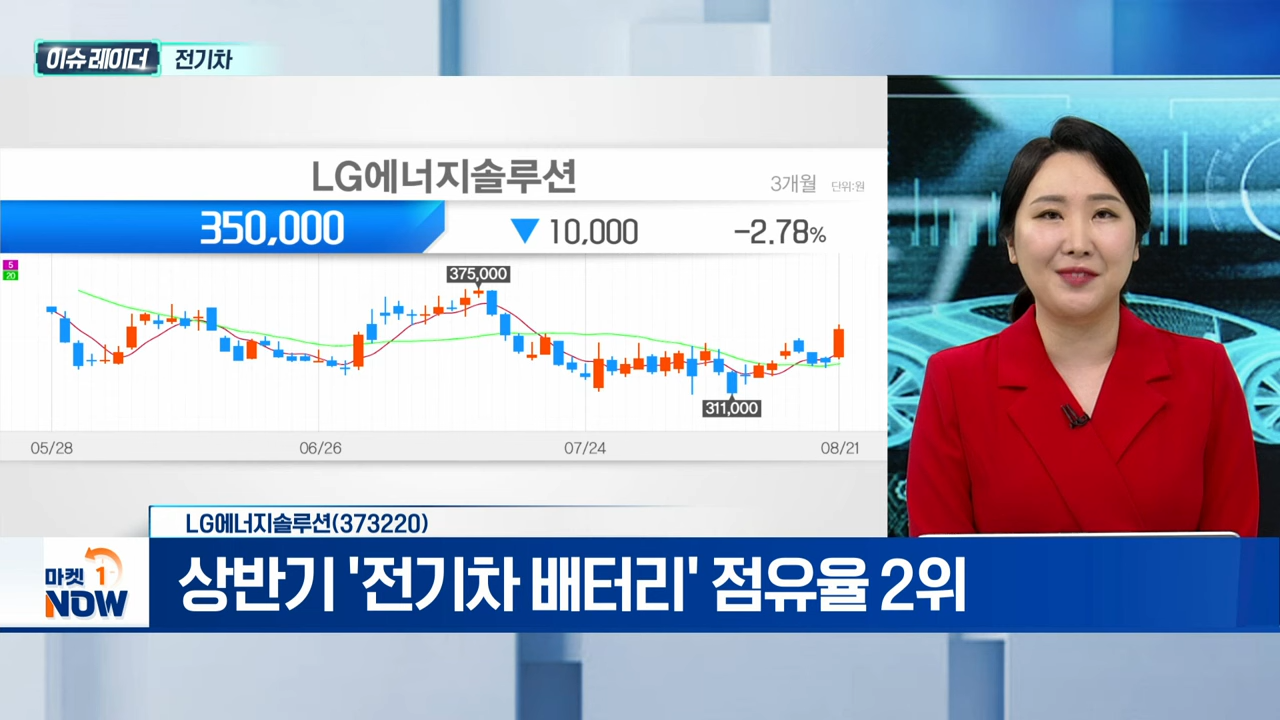 이슈레이더 전기차
LG에너지솔루션
3개월 단위:원
350,000 ▼ 10,000 -2.78%
5
20
375,000
311,000
05/28 06/26 07/24 08/21
LG에너지솔루션(373220)
마켓 1
NOW
상반기 '전기차 배터리' 점유율 2위